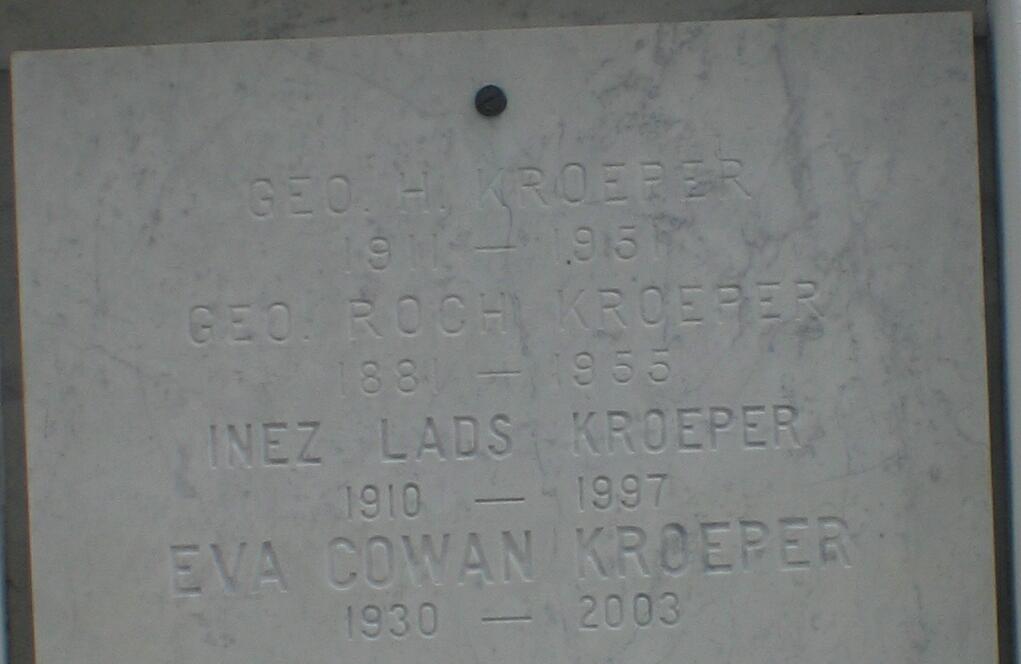 GEO. H. KROEPER
1911 — 1951
GEO. ROCH KROEPER
1881 — 1955
INEZ LADS KROEPER
1910 — 1997
EVA COWAN KROEPER
1930 — 2003